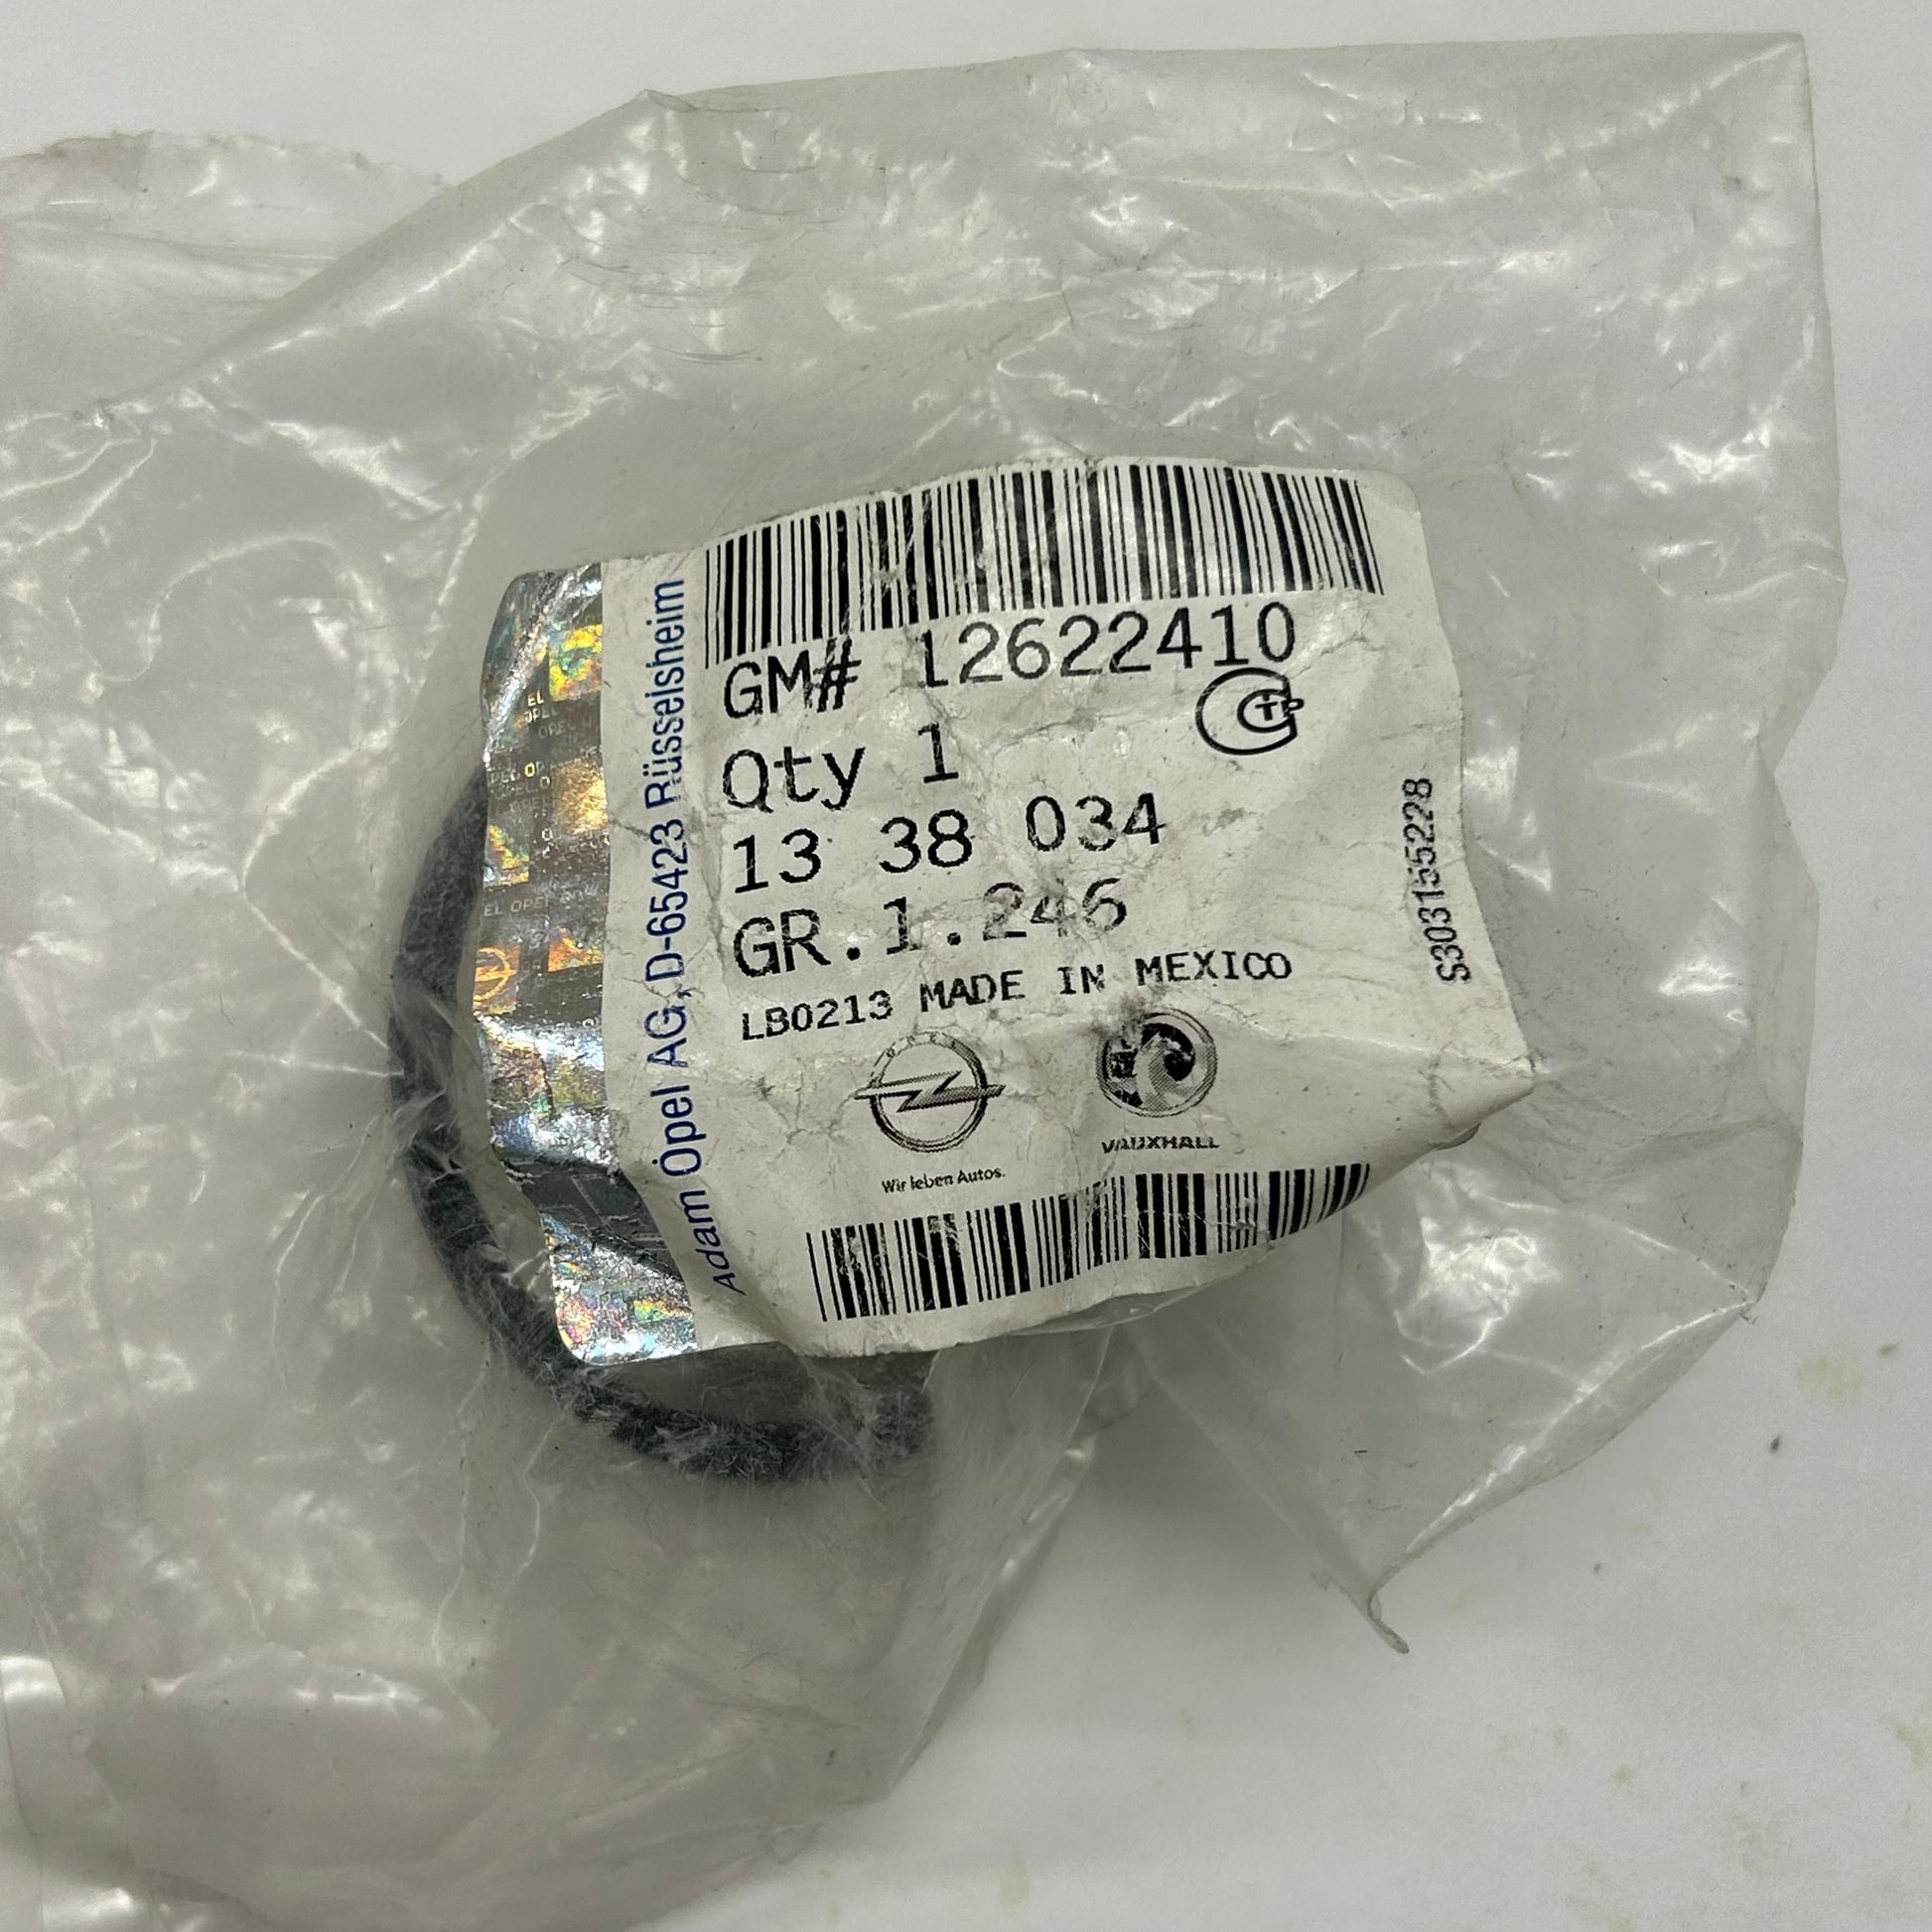 GM# 12622410
Qty 1
13 38 034
GR.1.246
LB0213 MADE IN MEXICO
OPEL
Wir leben Autos.
VAUXHALL
Adam Opel AG, D-65423 Rüsselsheim
S303155228